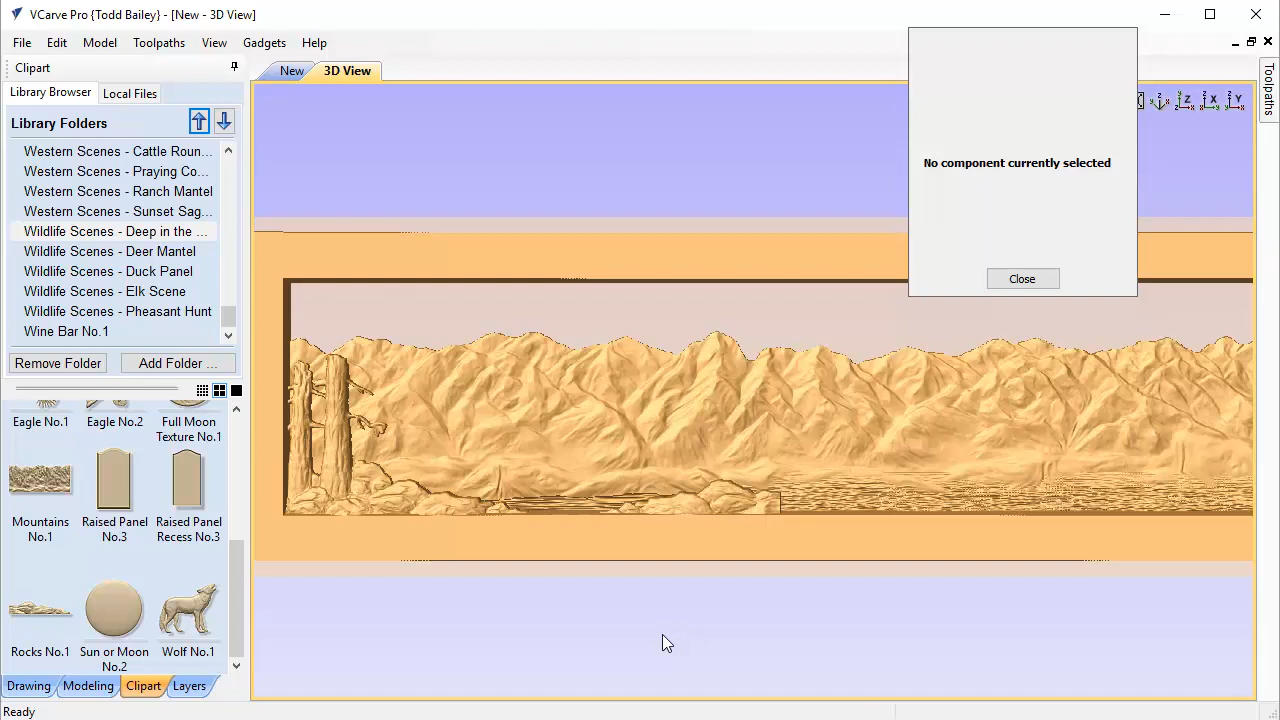 VCarve Pro {Todd Bailey} - [New - 3D View]
File Edit Model Toolpaths View Gadgets Help
Clipart
Library Browser Local Files
Library Folders
Western Scenes - Cattle Roun...
Western Scenes - Praying Co...
Western Scenes - Ranch Mantel
Western Scenes - Sunset Sag...
Wildlife Scenes - Deep in the ...
Wildlife Scenes - Deer Mantel
Wildlife Scenes - Duck Panel
Wildlife Scenes - Elk Scene
Wildlife Scenes - Pheasant Hunt
Wine Bar No.1
Remove Folder Add Folder ...
Eagle No.1
Eagle No.2
Full Moon
Texture No.1
Mountains
No.1
Raised Panel
No.3
Raised Panel
Recess No.3
Rocks No.1
Sun or Moon
No.2
Wolf No.1
Drawing Modeling Clipart Layers
Ready
New 3D View
No component currently selected
Close
Z X Y
Toolpaths